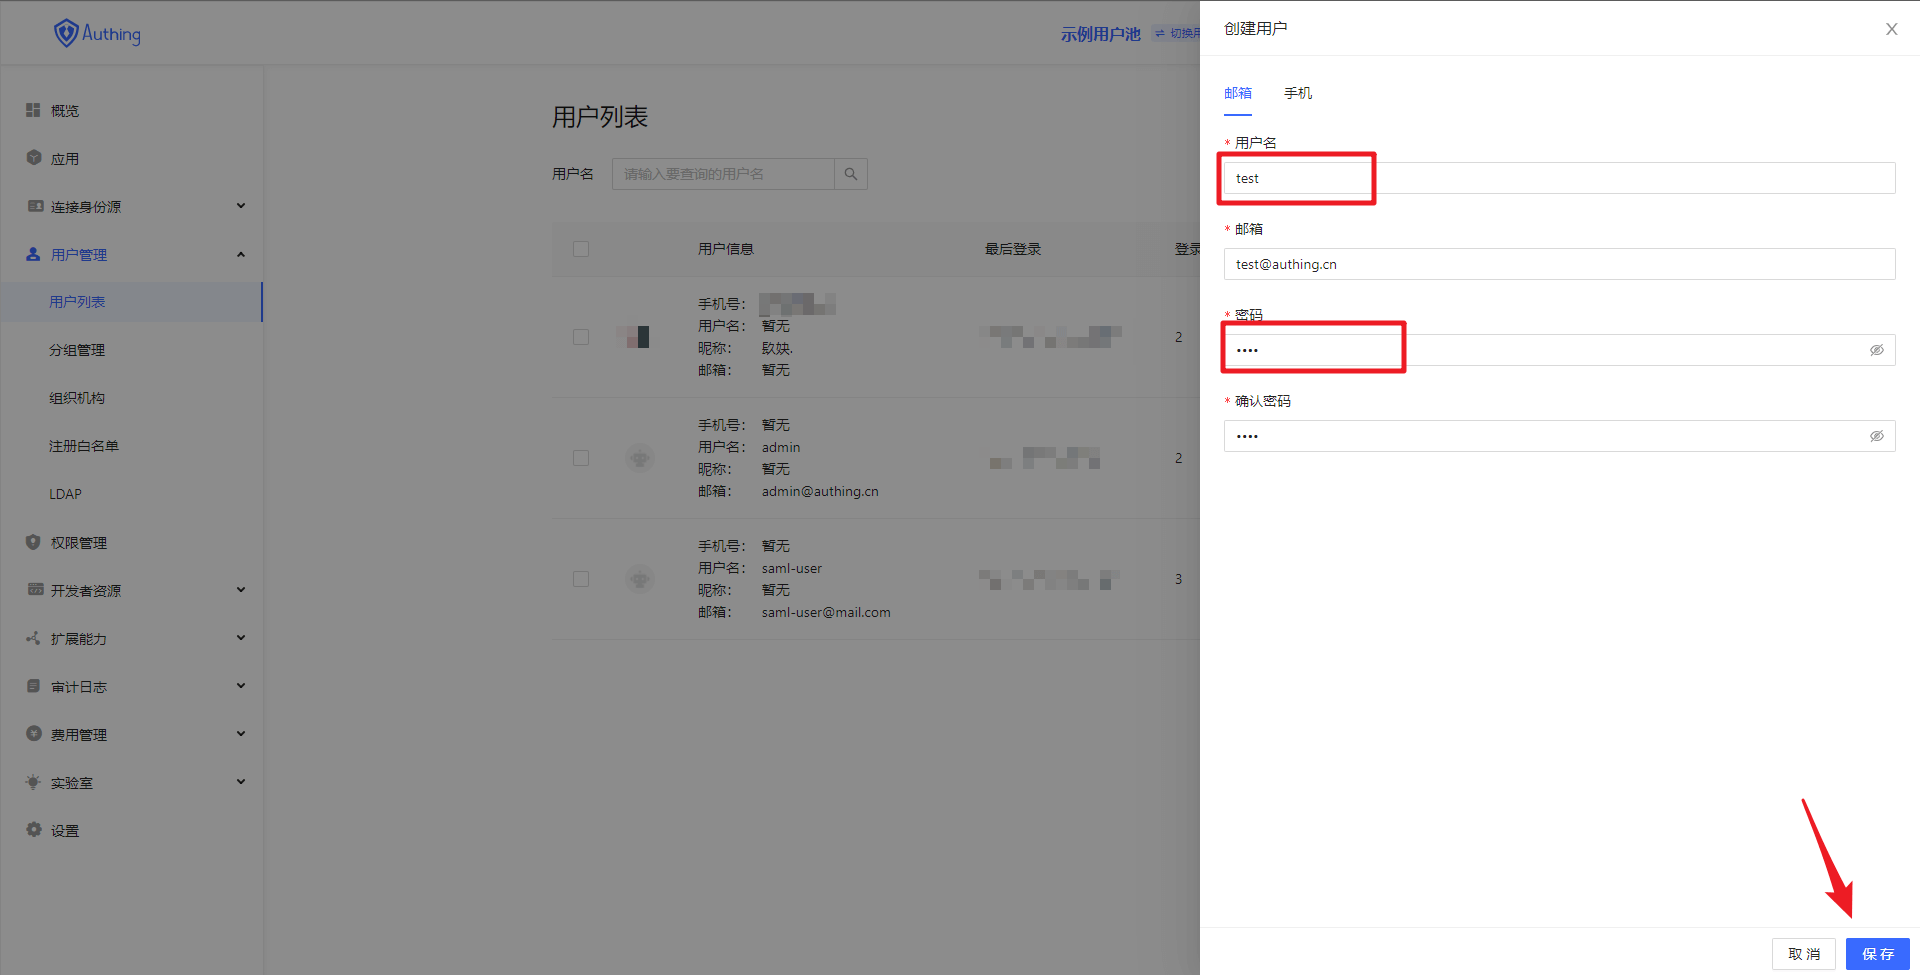 Authing
示例用户池
切换用
概览
应用
连接身份源
用户管理
用户列表
分组管理
组织机构
注册白名单
LDAP
权限管理
开发者资源
扩展能力
审计日志
费用管理
实验室
设置
用户列表
用户名 请输入要查询的用户名
用户信息 最后登录 登录
手机号：
用户名： 暂无
昵称：
邮箱： 暂无
2
手机号： 暂无
用户名： admin
昵称： 暂无
邮箱： admin@authing.cn
2
手机号： 暂无
用户名： saml-user
昵称： 暂无
邮箱： saml-user@mail.com
3
创建用户
邮箱 手机
* 用户名
test
* 邮箱
test@authing.cn
* 密码
••••
* 确认密码
••••
取 消 保 存